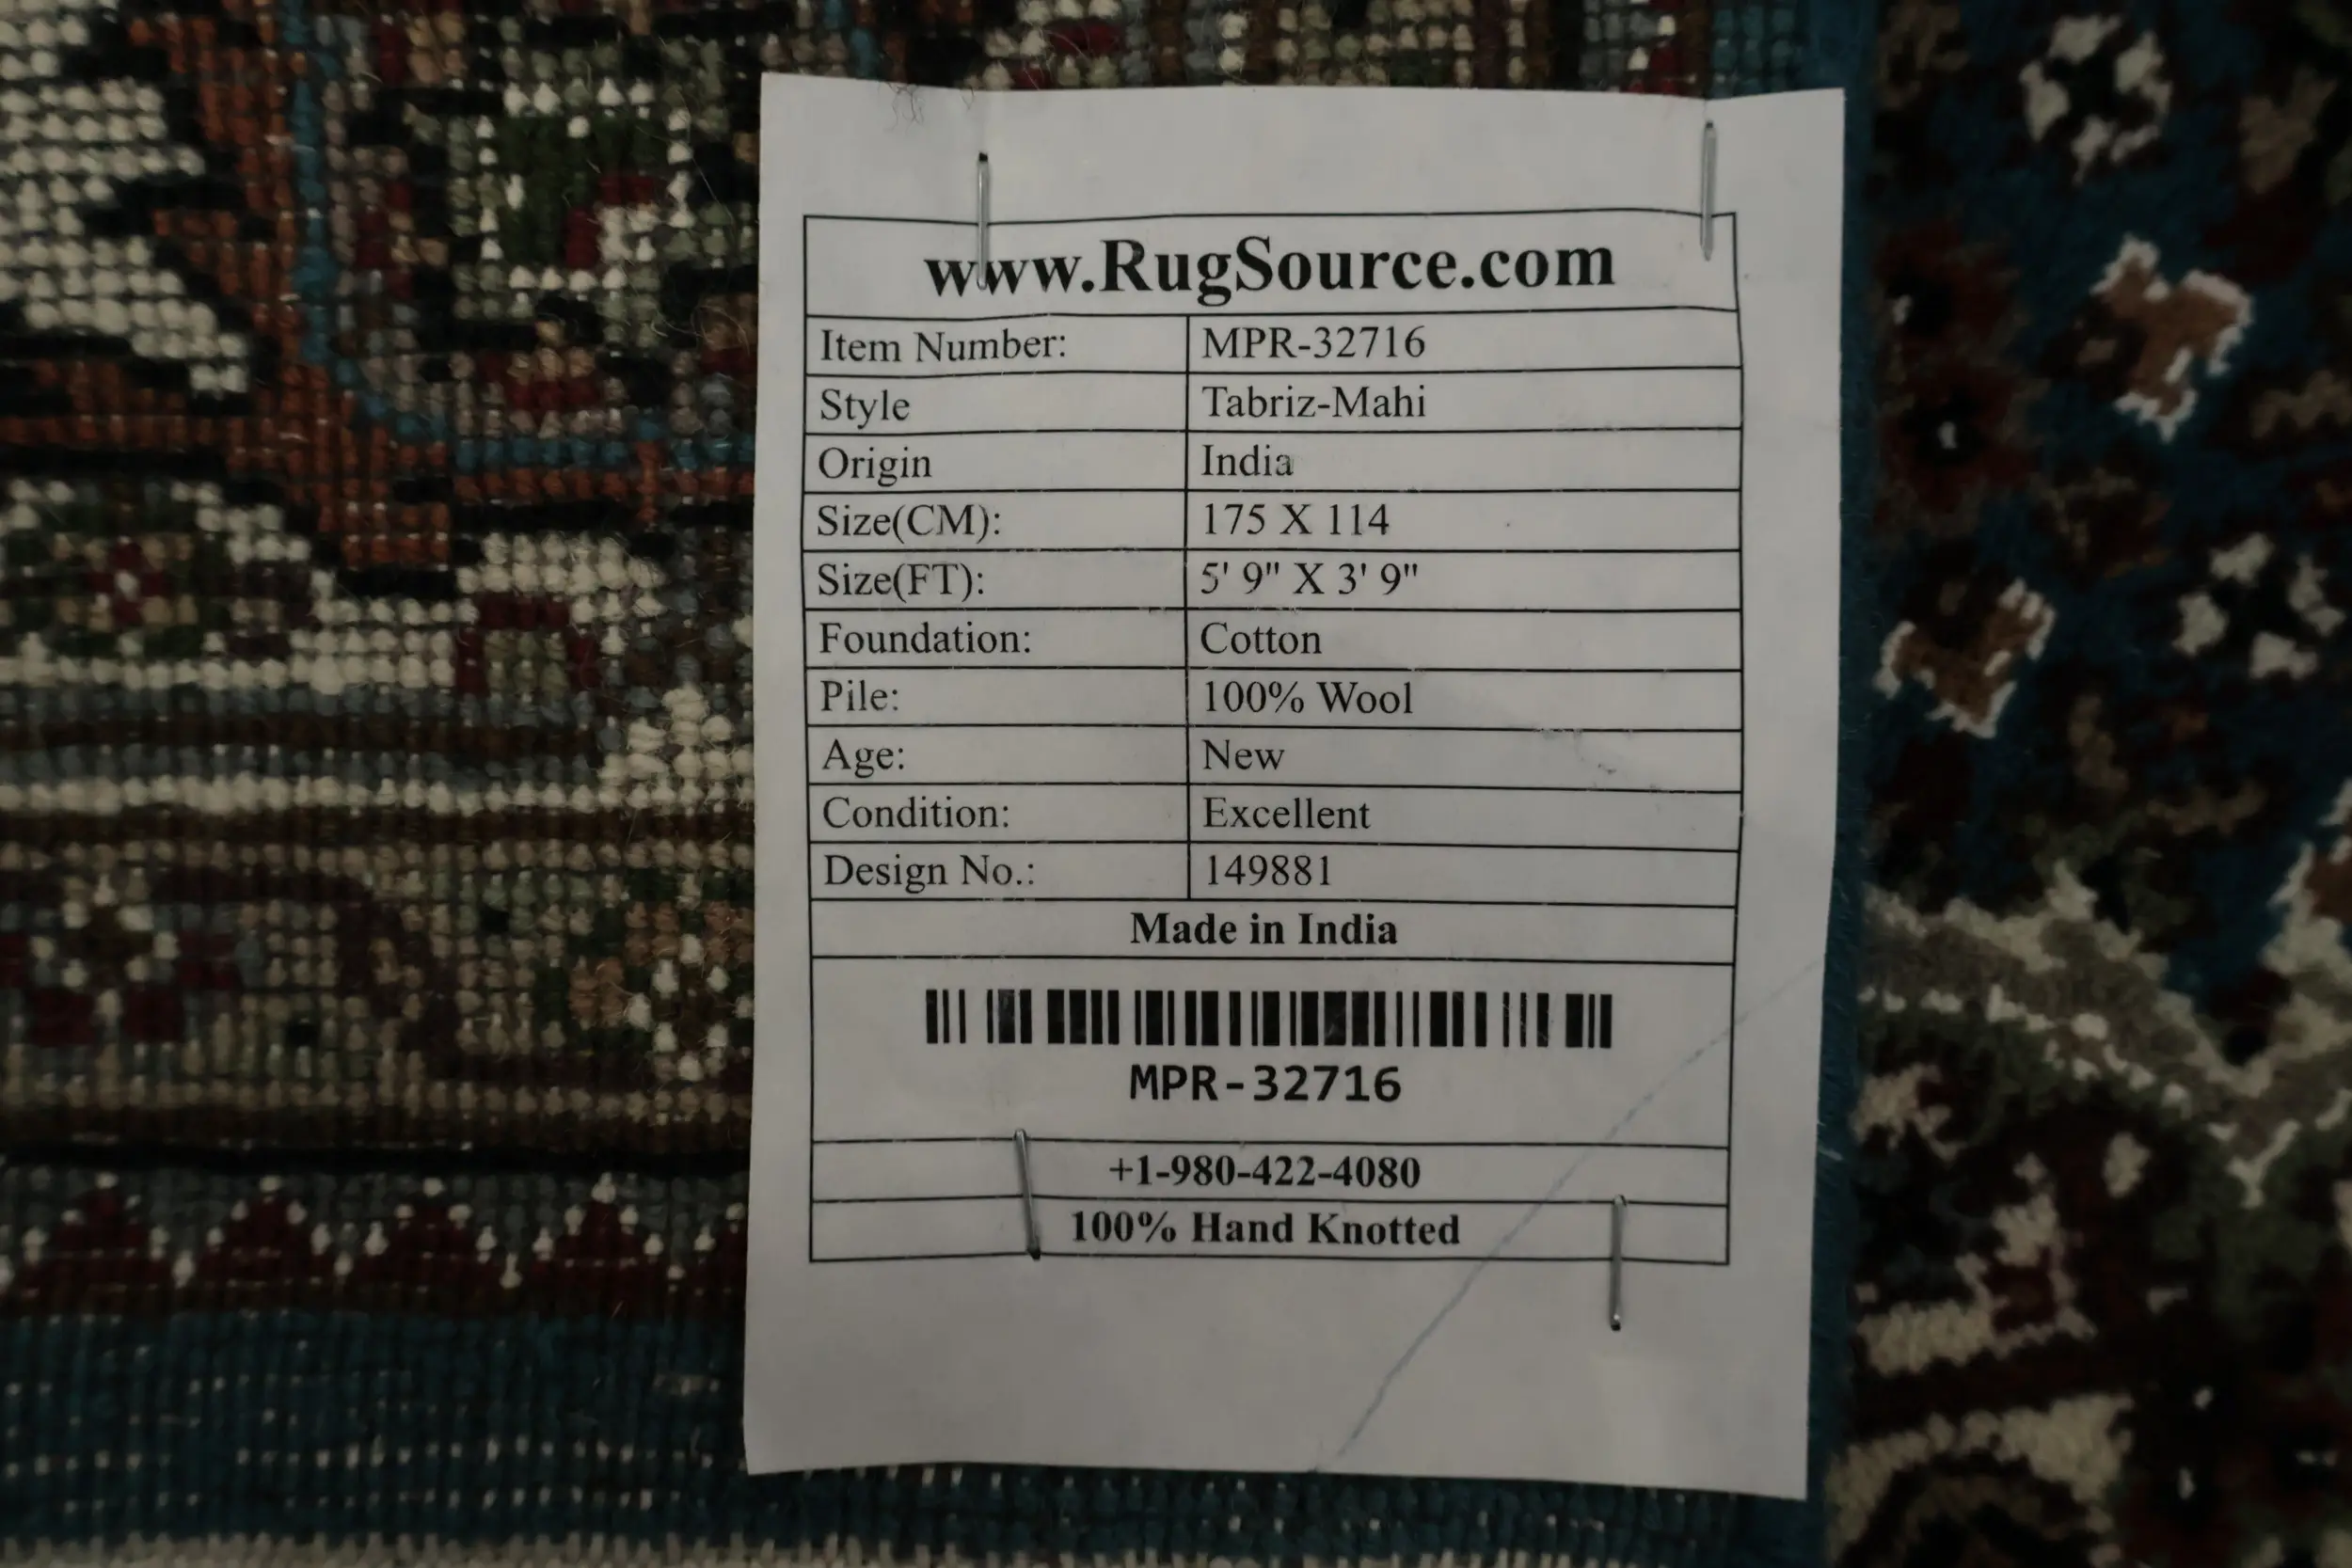 www.RugSource.com
Item Number: MPR-32716
Style Tabriz-Mahi
Origin India
Size(CM): 175 X 114
Size(FT): 5' 9" X 3' 9"
Foundation: Cotton
Pile: 100% Wool
Age: New
Condition: Excellent
Design No.: 149881
Made in India
MPR-32716
+1-980-422-4080
100% Hand Knotted